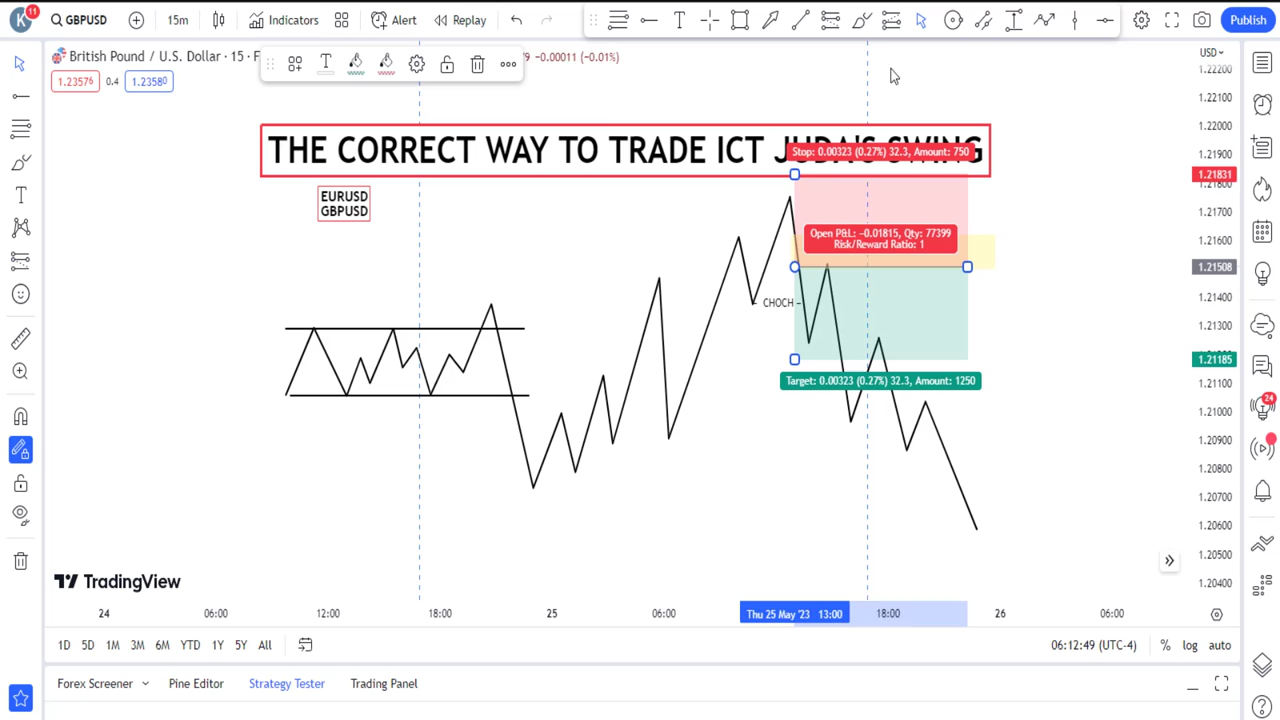 K 11 GBPUSD 15m Indicators Alert Replay Publish
British Pound / U.S. Dollar · 15 · F 9 −0.00011 (−0.01%) USD
1.23576 0.4 1.23580
1.22200
1.22100
1.22000
THE CORRECT WAY TO TRADE ICT JUDA'S SWING
Stop: 0.00323 (0.27%) 32.3, Amount: 750
1.21900
1.21831
1.21800
EURUSD
GBPUSD
1.21700
Open P&L: −0.01815, Qty: 77399
Risk/Reward Ratio: 1
1.21600
1.21508
CHOCH
1.21400
1.21300
1.21185
Target: 0.00323 (0.27%) 32.3, Amount: 1250
1.21100
1.21000
24
1.20900
1.20800
1.20700
1.20600
1.20500
TradingView
1.20400
24 06:00 12:00 18:00 25 06:00 Thu 25 May '23 13:00 18:00 26 06:00
1D 5D 1M 3M 6M YTD 1Y 5Y All 06:12:49 (UTC-4) % log auto
Forex Screener Pine Editor Strategy Tester Trading Panel